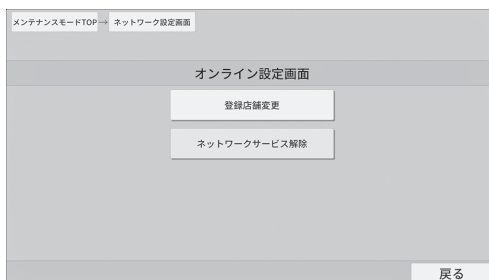 メンテナンスモードTOP→ ネットワーク設定画面
オンライン設定画面
登録店舗変更
ネットワークサービス解除
戻る